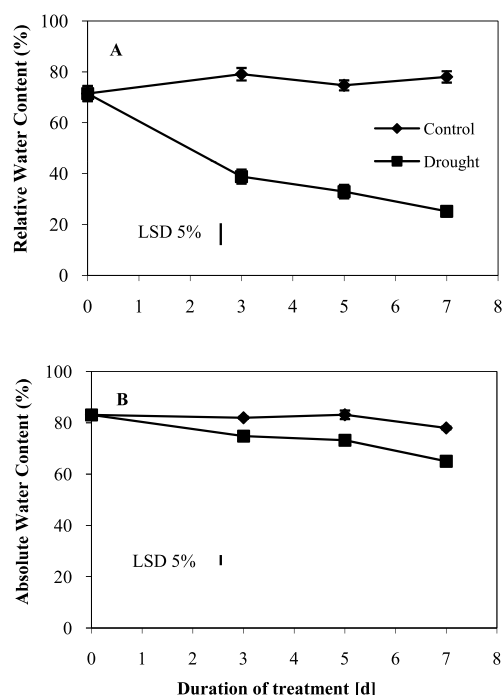 Relative Water Content (%)
100
80
60
40
20
0
A
Control
Drought
LSD 5%
0 1 2 3 4 5 6 7 8
Absolute Water Content (%)
100
80
60
40
20
0
B
LSD 5%
0 1 2 3 4 5 6 7 8
Duration of treatment [d]